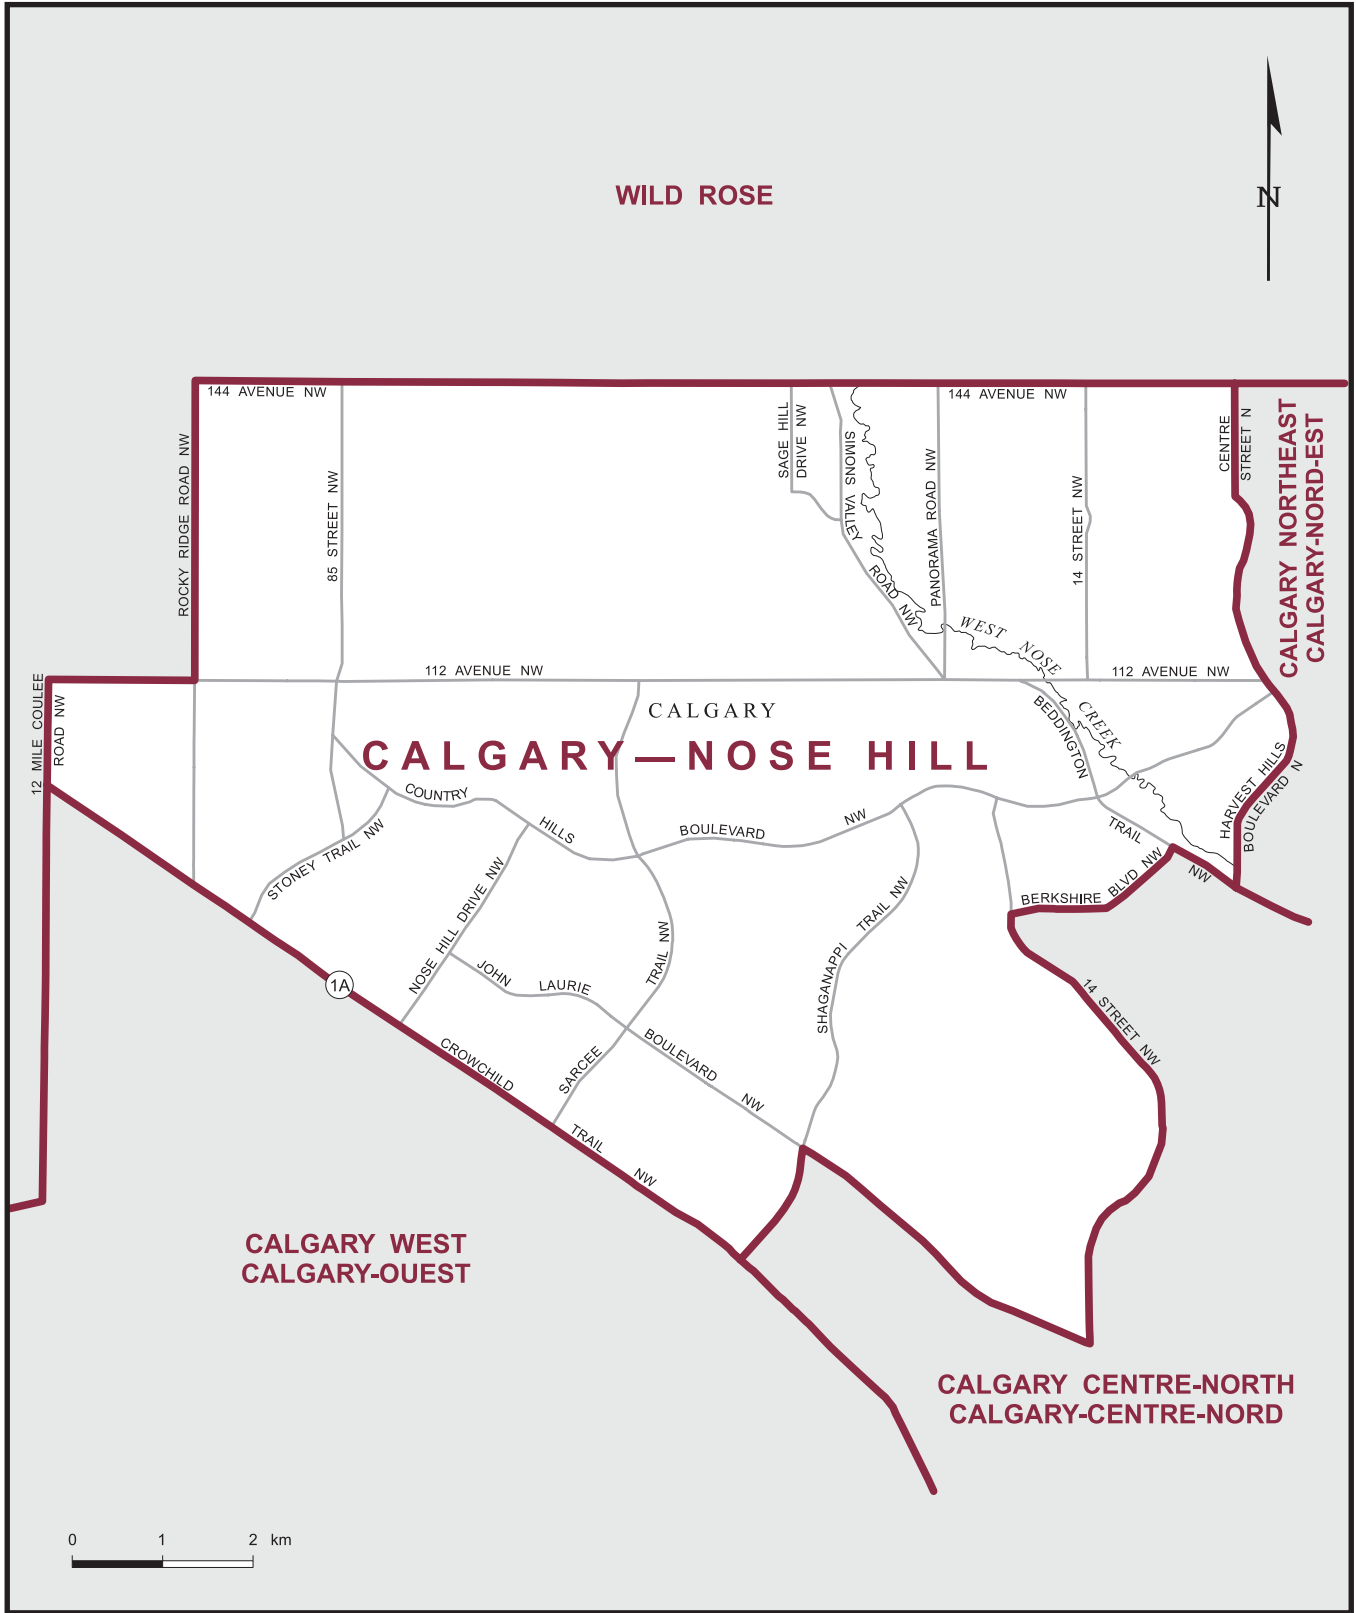 WILD ROSE
N
144 AVENUE NW
144 AVENUE NW
ROCKY RIDGE ROAD NW
85 STREET NW
SAGE HILL
DRIVE NW
SIMONS VALLEY
ROAD NW
PANORAMA ROAD NW
14 STREET NW
CENTRE
STREET N
CALGARY NORTHEAST
CALGARY-NORD-EST
WEST NOSE
CREEK
112 AVENUE NW
112 AVENUE NW
12 MILE COULEE
ROAD NW
CALGARY
CALGARY—NOSE HILL
BEDDINGTON
TRAIL
NW
HARVEST HILLS
BOULEVARD N
COUNTRY
HILLS
BOULEVARD
NW
STONEY TRAIL NW
NOSE HILL DRIVE NW
BERKSHIRE BLVD NW
SHAGANAPPI
TRAIL NW
SARCEE
TRAIL NW
JOHN
LAURIE
BOULEVARD
NW
14 STREET NW
1A
CROWCHILD
TRAIL
NW
CALGARY WEST
CALGARY-OUEST
CALGARY CENTRE-NORTH
CALGARY-CENTRE-NORD
0 1 2 km